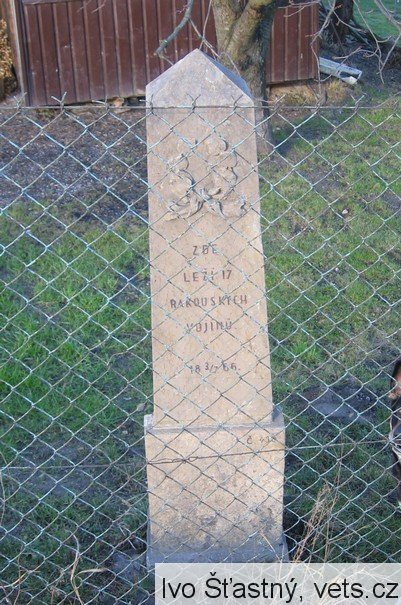 ZDE
LEŽÍ 17
RAKOUSKÝCH
VOJÍNŮ
18 3/7 66
Ivo Šťastný, vets.cz